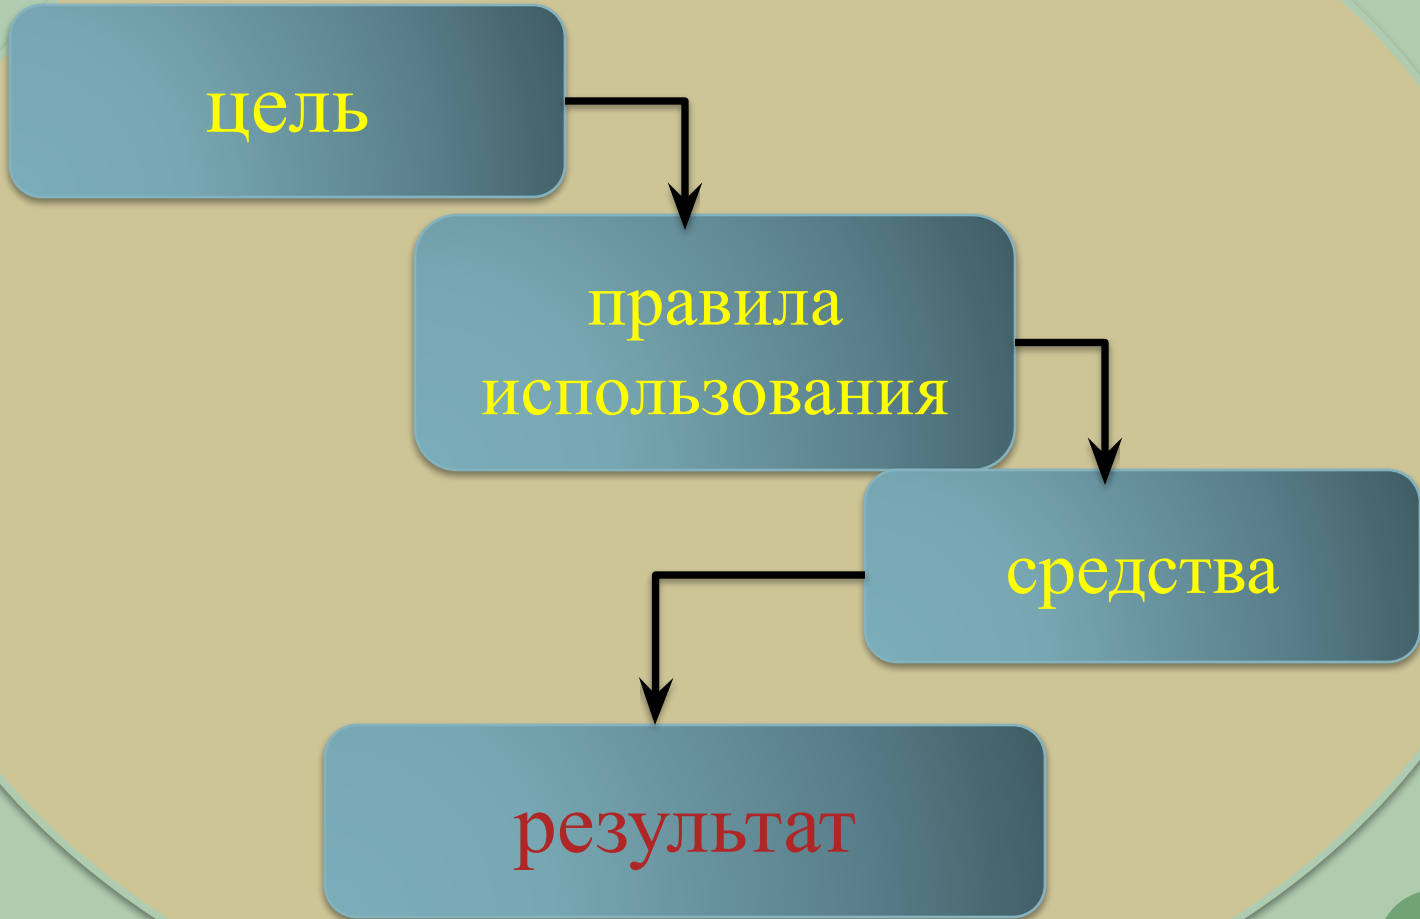 цель
правила
использования
средства
результат